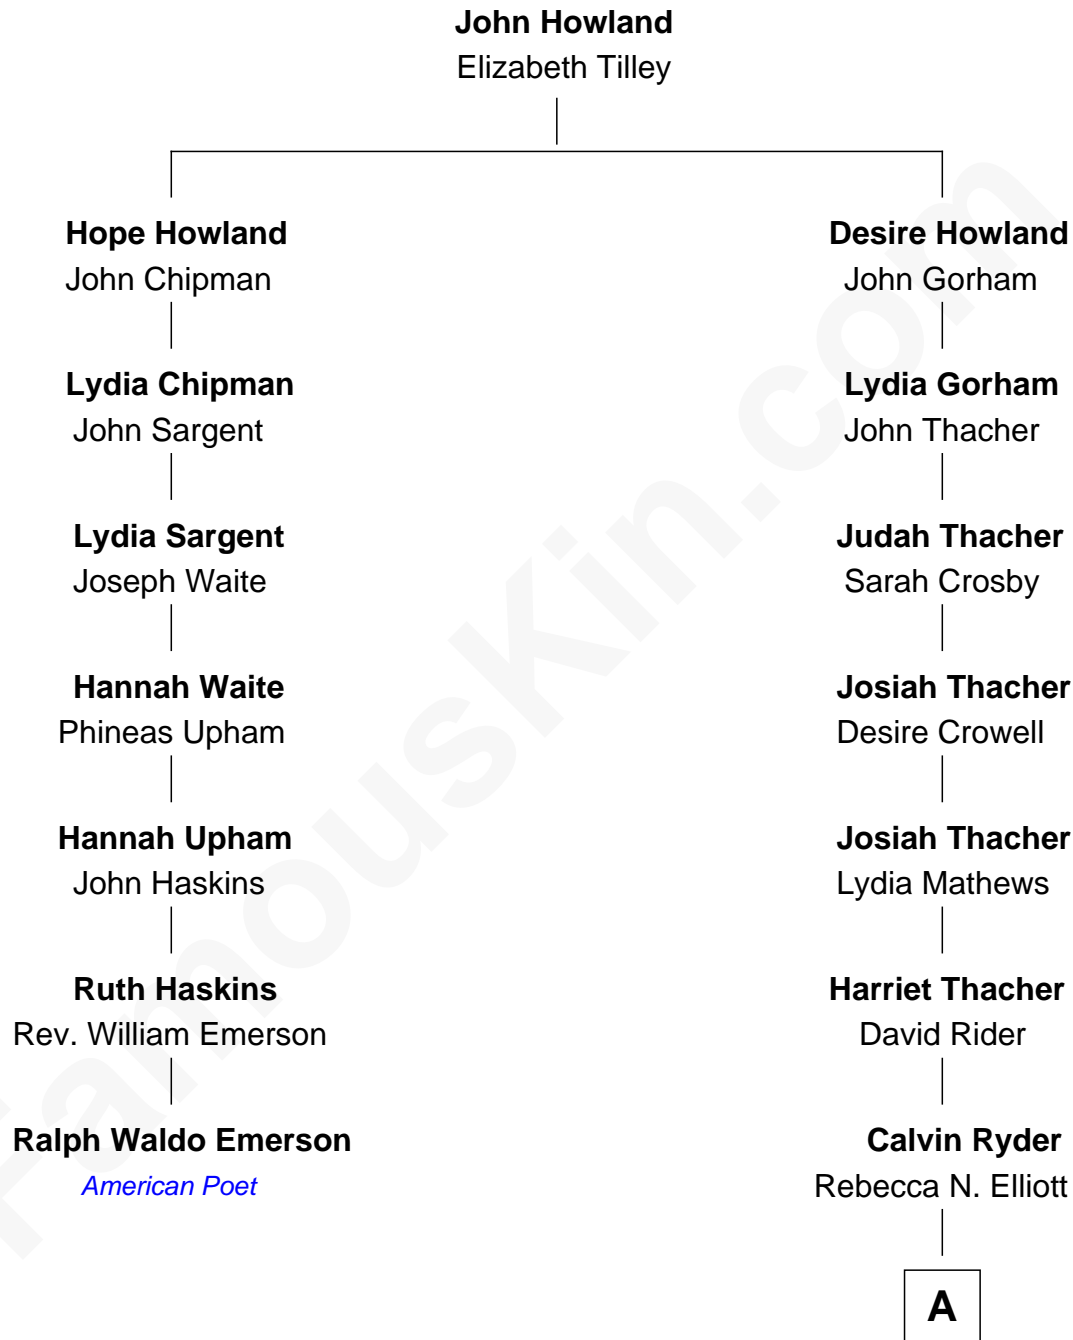 John Howland
Elizabeth Tilley
Hope Howland
John Chipman
Desire Howland
John Gorham
Lydia Chipman
John Sargent
Lydia Gorham
John Thacher
Lydia Sargent
Joseph Waite
Judah Thacher
Sarah Crosby
Hannah Waite
Phineas Upham
Josiah Thacher
Desire Crowell
Hannah Upham
John Haskins
Josiah Thacher
Lydia Mathews
Ruth Haskins
Rev. William Emerson
Harriet Thacher
David Rider
Ralph Waldo Emerson
American Poet
Calvin Ryder
Rebecca N. Elliott
A
FamousKin.com